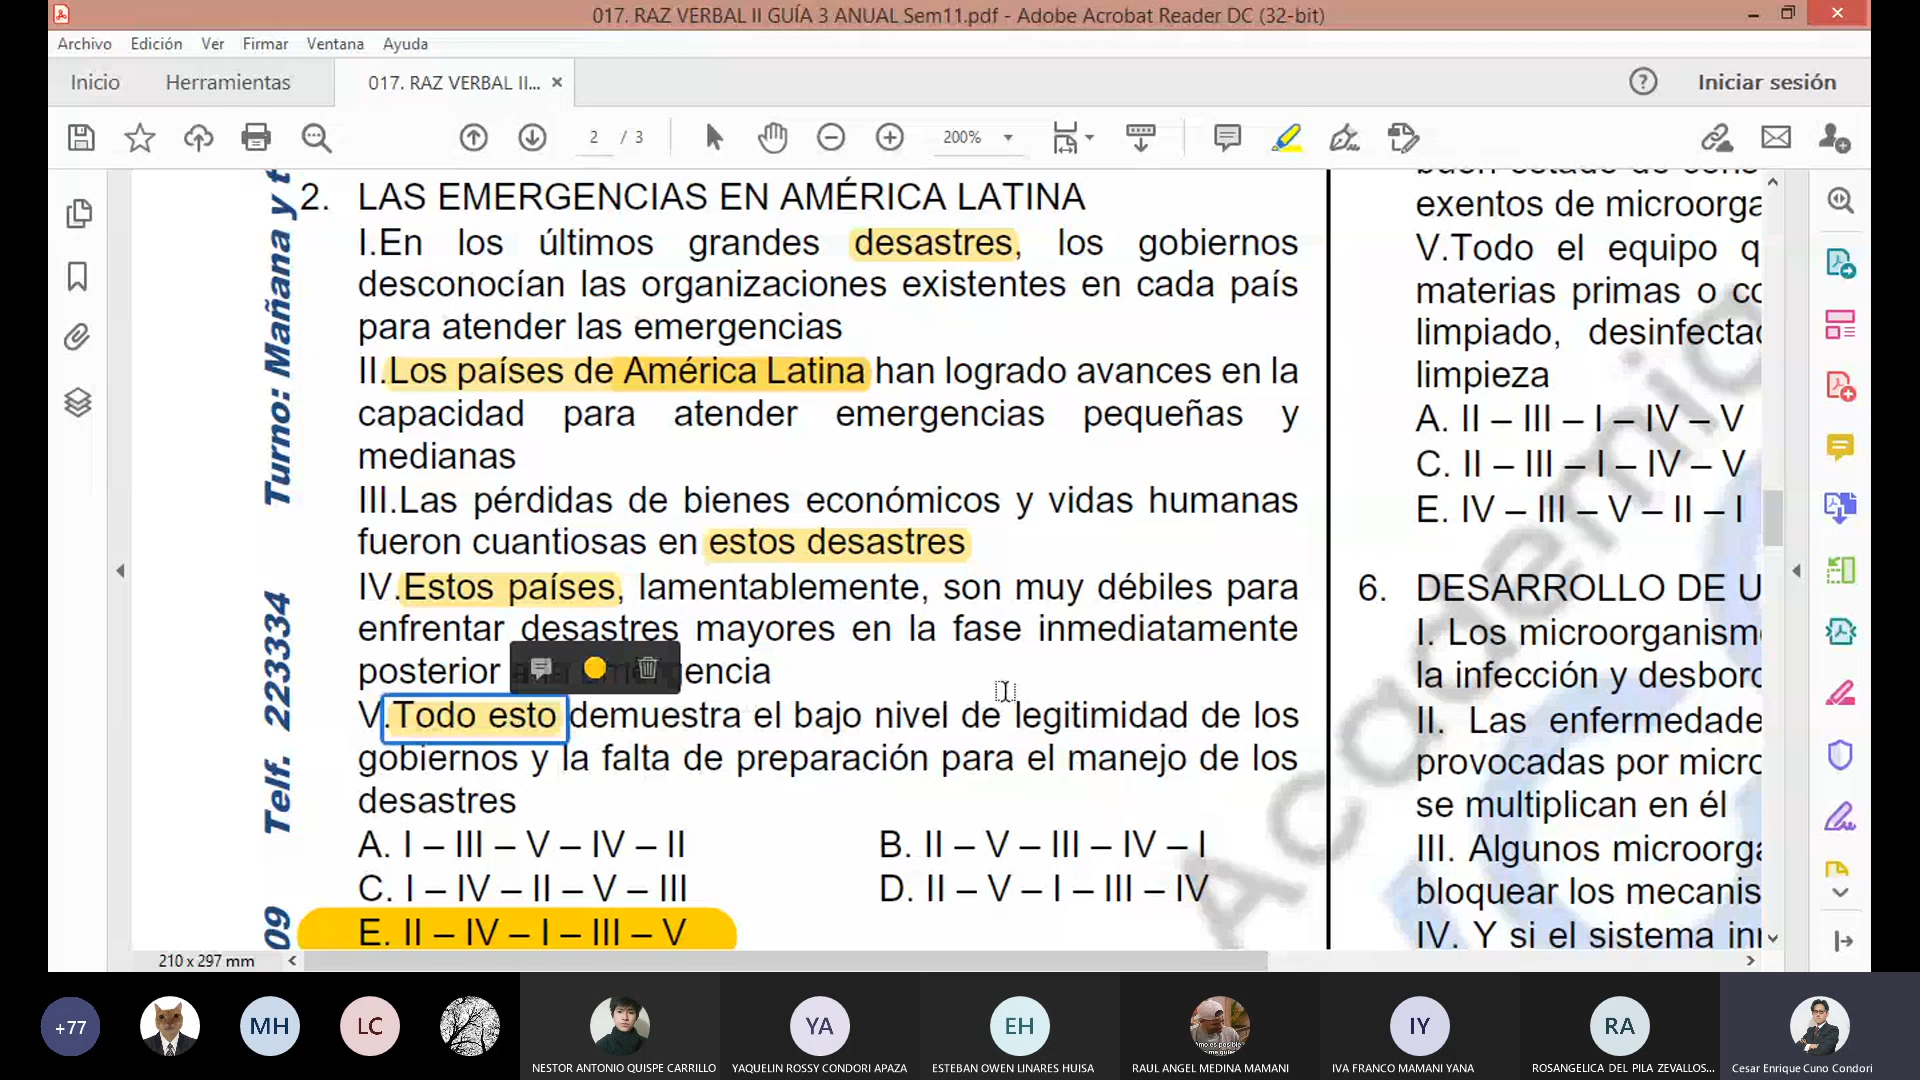 017. RAZ VERBAL II GUÍA 3 ANUAL Sem11.pdf - Adobe Acrobat Reader DC (32-bit)
Archivo Edición Ver Firmar Ventana Ayuda
Inicio Herramientas 017. RAZ VERBAL II... × Iniciar sesión
2 / 3 200%
Turno: Mañana y t
Telf. 223334
09
2. LAS EMERGENCIAS EN AMÉRICA LATINA
I.En los últimos grandes desastres, los gobiernos
desconocían las organizaciones existentes en cada país
para atender las emergencias
II.Los países de América Latina han logrado avances en la
capacidad para atender emergencias pequeñas y
medianas
III.Las pérdidas de bienes económicos y vidas humanas
fueron cuantiosas en estos desastres
IV.Estos países, lamentablemente, son muy débiles para
enfrentar desastres mayores en la fase inmediatamente
posterior encia
V.Todo esto demuestra el bajo nivel de legitimidad de los
gobiernos y la falta de preparación para el manejo de los
desastres
A. I – III – V – IV – II B. II – V – III – IV – I
C. I – IV – II – V – III D. II – V – I – III – IV
E. II – IV – I – III – V
exentos de microorga
V.Todo el equipo q
materias primas o co
limpiado, desinfectad
limpieza
A. II – III – I – IV – V
C. II – III – I – IV – V
E. IV – III – V – II – I
6. DESARROLLO DE U
I. Los microorganism
la infección y desbord
II. Las enfermedade
provocadas por micro
se multiplican en él
III. Algunos microorga
bloquear los mecanis
IV. Y si el sistema in
Academic
210 x 297 mm
+77 MH LC YA EH IY RA
NESTOR ANTONIO QUISPE CARRILLO YAQUELIN ROSSY CONDORI APAZA ESTEBAN OWEN LINARES HUISA RAUL ANGEL MEDINA MAMANI IVA FRANCO MAMANI YANA ROSANGELICA DEL PILA ZEVALLOS... Cesar Enrique Cuno Condori